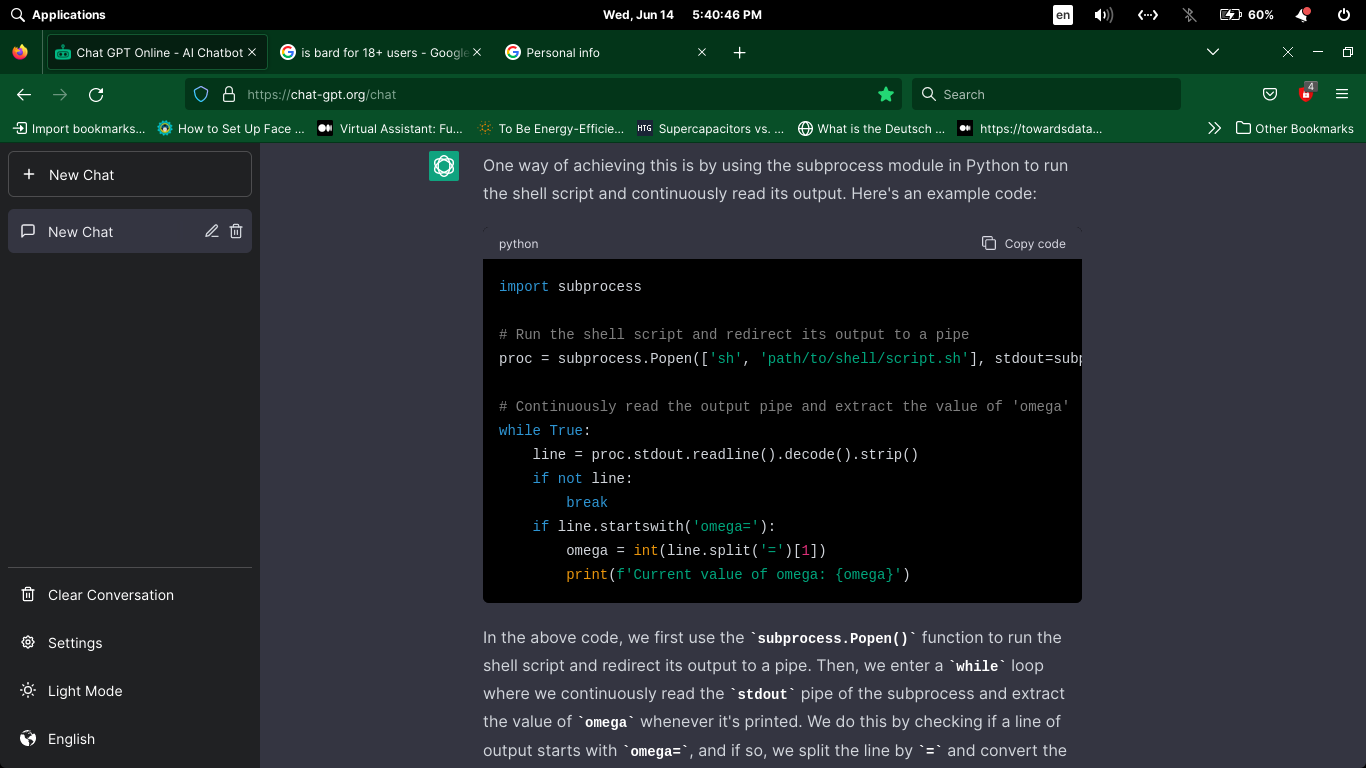 Applications
Wed, Jun 14 5:40:46 PM
en
60%
Chat GPT Online - AI Chatbot
is bard for 18+ users - Google
Personal info
https://chat-gpt.org/chat
Search
4
Import bookmarks...
How to Set Up Face ...
Virtual Assistant: Fu...
To Be Energy-Efficie...
HTG Supercapacitors vs. ...
What is the Deutsch ...
https://towardsdata...
Other Bookmarks
New Chat
New Chat
Clear Conversation
Settings
Light Mode
English
One way of achieving this is by using the subprocess module in Python to run
the shell script and continuously read its output. Here's an example code:
python
Copy code
import subprocess
# Run the shell script and redirect its output to a pipe
proc = subprocess.Popen(['sh', 'path/to/shell/script.sh'], stdout=subp
# Continuously read the output pipe and extract the value of 'omega'
while True:
    line = proc.stdout.readline().decode().strip()
    if not line:
        break
    if line.startswith('omega='):
        omega = int(line.split('=')[1])
        print(f'Current value of omega: {omega}')
In the above code, we first use the `subprocess.Popen()` function to run the
shell script and redirect its output to a pipe. Then, we enter a `while` loop
where we continuously read the `stdout` pipe of the subprocess and extract
the value of `omega` whenever it's printed. We do this by checking if a line of
output starts with `omega=`, and if so, we split the line by `=` and convert the